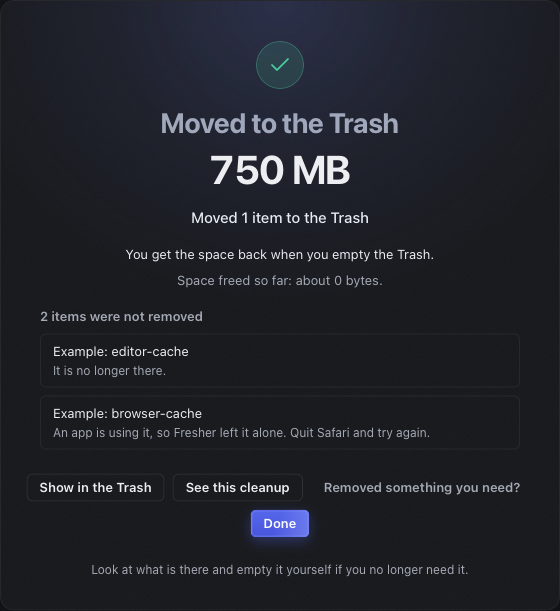 Moved to the Trash
750 MB
Moved 1 item to the Trash
You get the space back when you empty the Trash.
Space freed so far: about 0 bytes.
2 items were not removed
Example: editor-cache
It is no longer there.
Example: browser-cache
An app is using it, so Fresher left it alone. Quit Safari and try again.
Show in the Trash
See this cleanup
Removed something you need?
Done
Look at what is there and empty it yourself if you no longer need it.